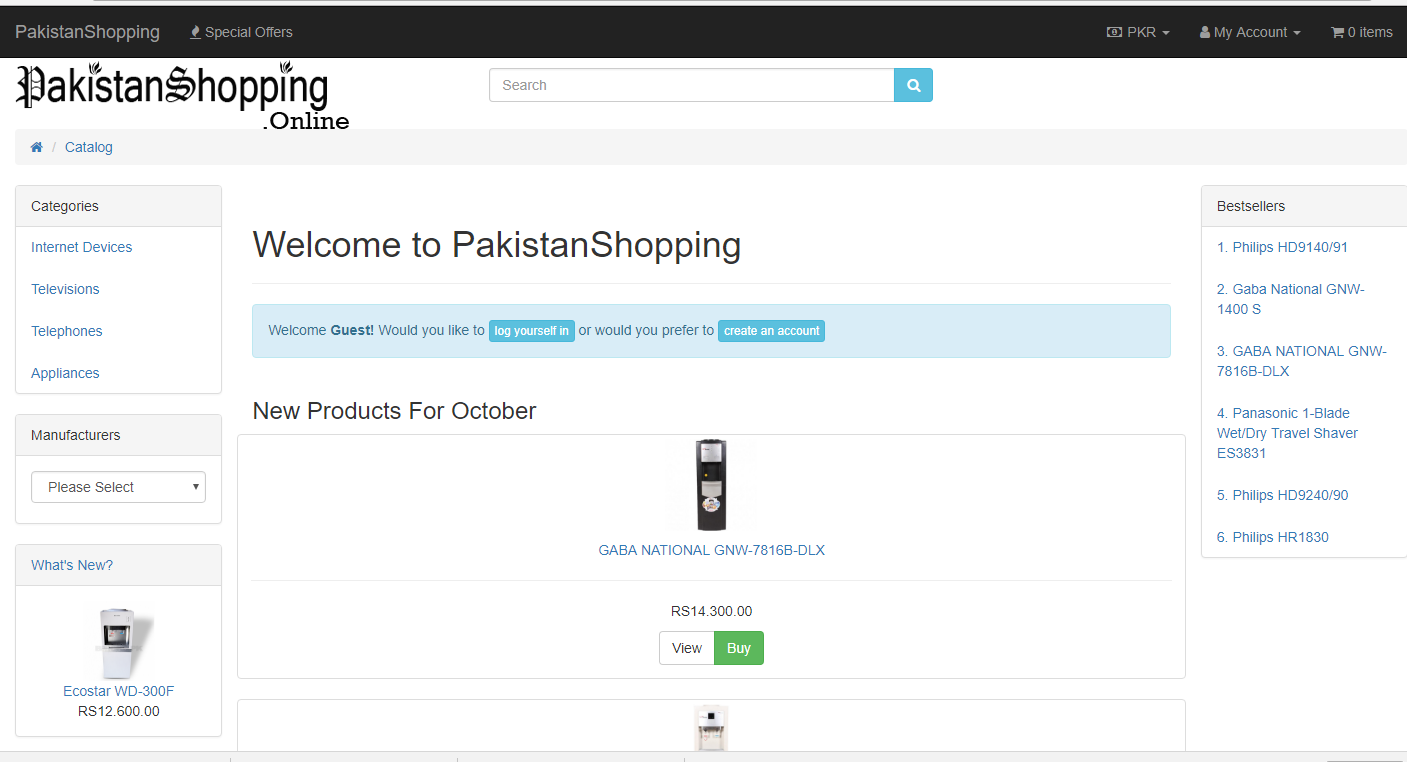 PakistanShopping
Special Offers
PKR
My Account
0 items
PakistanShopping
.Online
Search
/ Catalog
Categories
Internet Devices
Televisions
Telephones
Appliances
Manufacturers
Please Select
What's New?
Ecostar WD-300F
RS12.600.00
Welcome to PakistanShopping
Welcome Guest! Would you like to log yourself in or would you prefer to create an account
New Products For October
GABA NATIONAL GNW-7816B-DLX
RS14.300.00
View
Buy
Bestsellers
1. Philips HD9140/91
2. Gaba National GNW-
1400 S
3. GABA NATIONAL GNW-
7816B-DLX
4. Panasonic 1-Blade
Wet/Dry Travel Shaver
ES3831
5. Philips HD9240/90
6. Philips HR1830